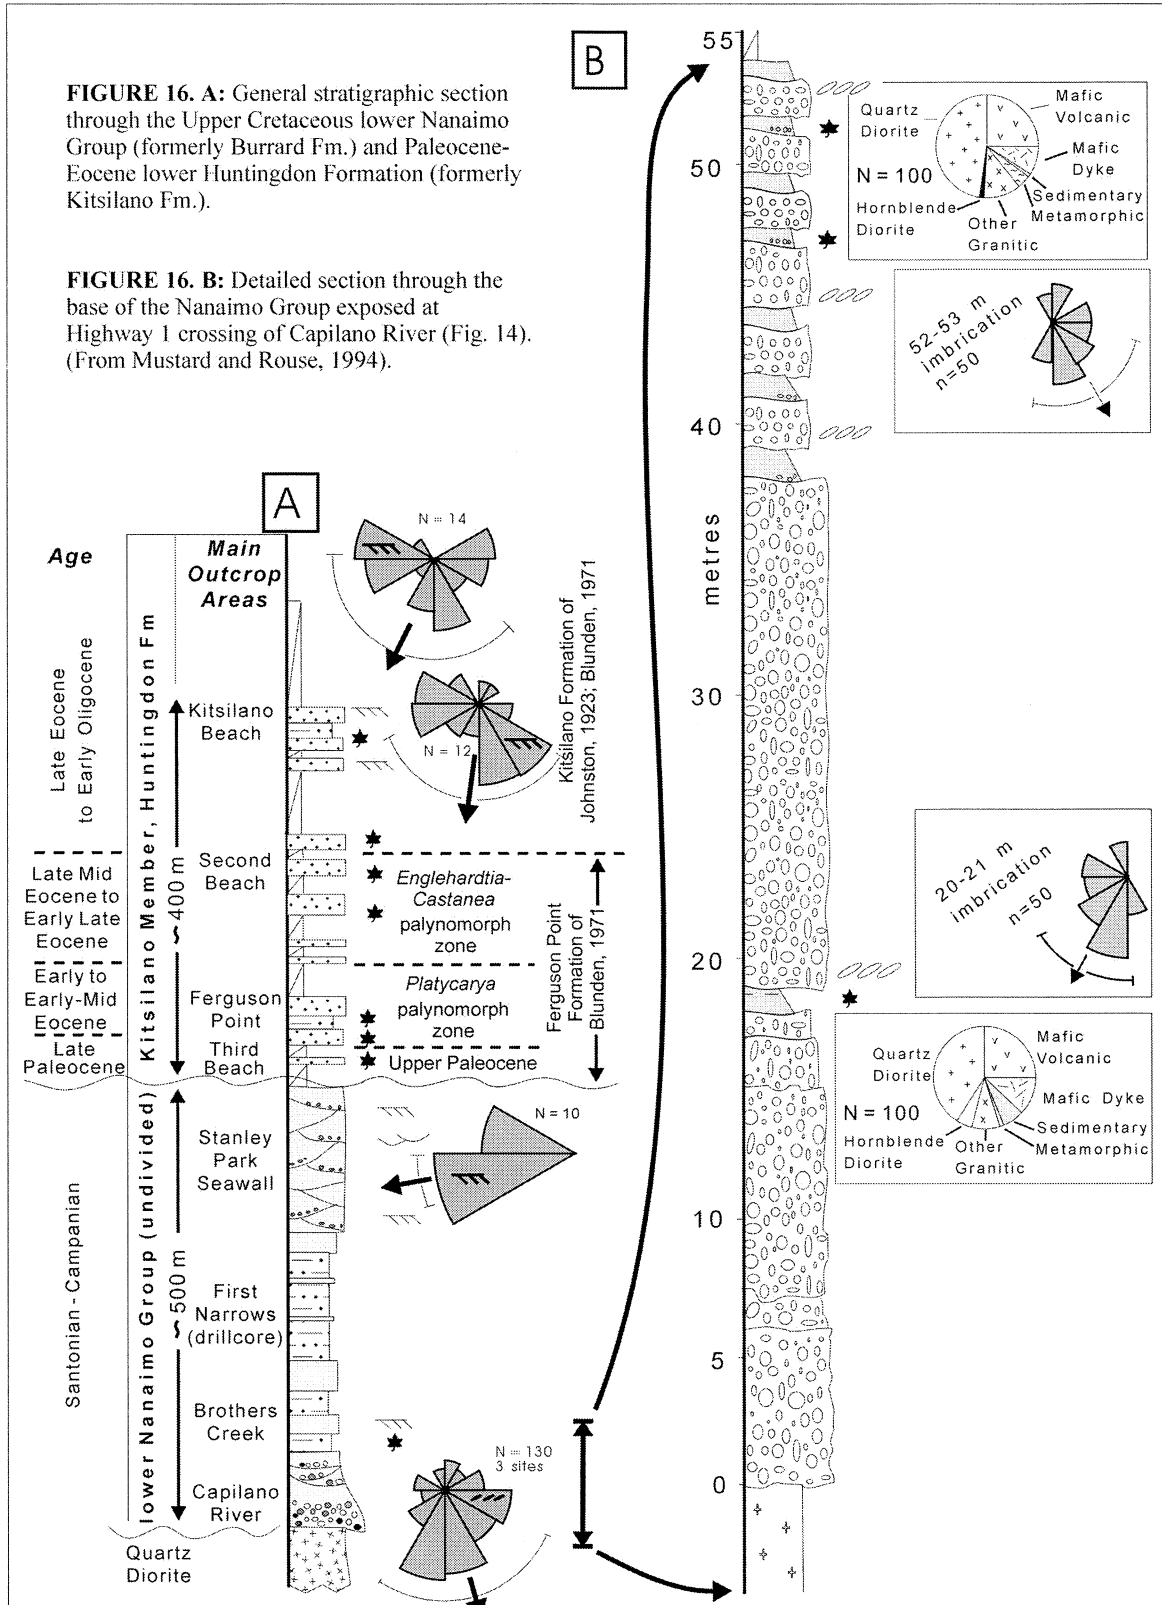 FIGURE 16. A: General stratigraphic section
through the Upper Cretaceous lower Nanaimo
Group (formerly Burrard Fm.) and Paleocene-
Eocene lower Huntingdon Formation (formerly
Kitsilano Fm.).
FIGURE 16. B: Detailed section through the
base of the Nanaimo Group exposed at
Highway 1 crossing of Capilano River (Fig. 14).
(From Mustard and Rouse, 1994).
A
Age
Main
Outcrop
Areas
Late Eocene
to Early Oligocene
Late Mid
Eocene to
Early Late
Eocene
Early to
Early-Mid
Eocene
Late
Paleocene
Santonian-Campanian
Kitsilano Member, Huntingdon Fm
~400 m
lower Nanaimo Group (undivided)
~500 m
Kitsilano
Beach
Second
Beach
Ferguson
Point
Third
Beach
Stanley
Park
Seawall
First
Narrows
(drillcore)
Brothers
Creek
Capilano
River
Quartz
Diorite
N = 14
N = 12
Kitsilano Formation of
Johnston, 1923; Blunden, 1971
Englehardtia-
Castanea
palynomorph
zone
Platycarya
palynomorph
zone
Upper Paleocene
Ferguson Point
Formation of
Blunden, 1971
N = 10
N = 130
3 sites
B
55
50
40
30
20
10
5
0
metres
Quartz
Diorite
Mafic
Volcanic
Mafic
Dyke
N = 100
Sedimentary
Metamorphic
Hornblende
Diorite
Other
Granitic
52-53 m
imbrication
n=50
20-21 m
imbrication
n=50
Quartz
Diorite
Mafic
Volcanic
Mafic Dyke
N = 100
Sedimentary
Metamorphic
Hornblende
Diorite
Other
Granitic
x